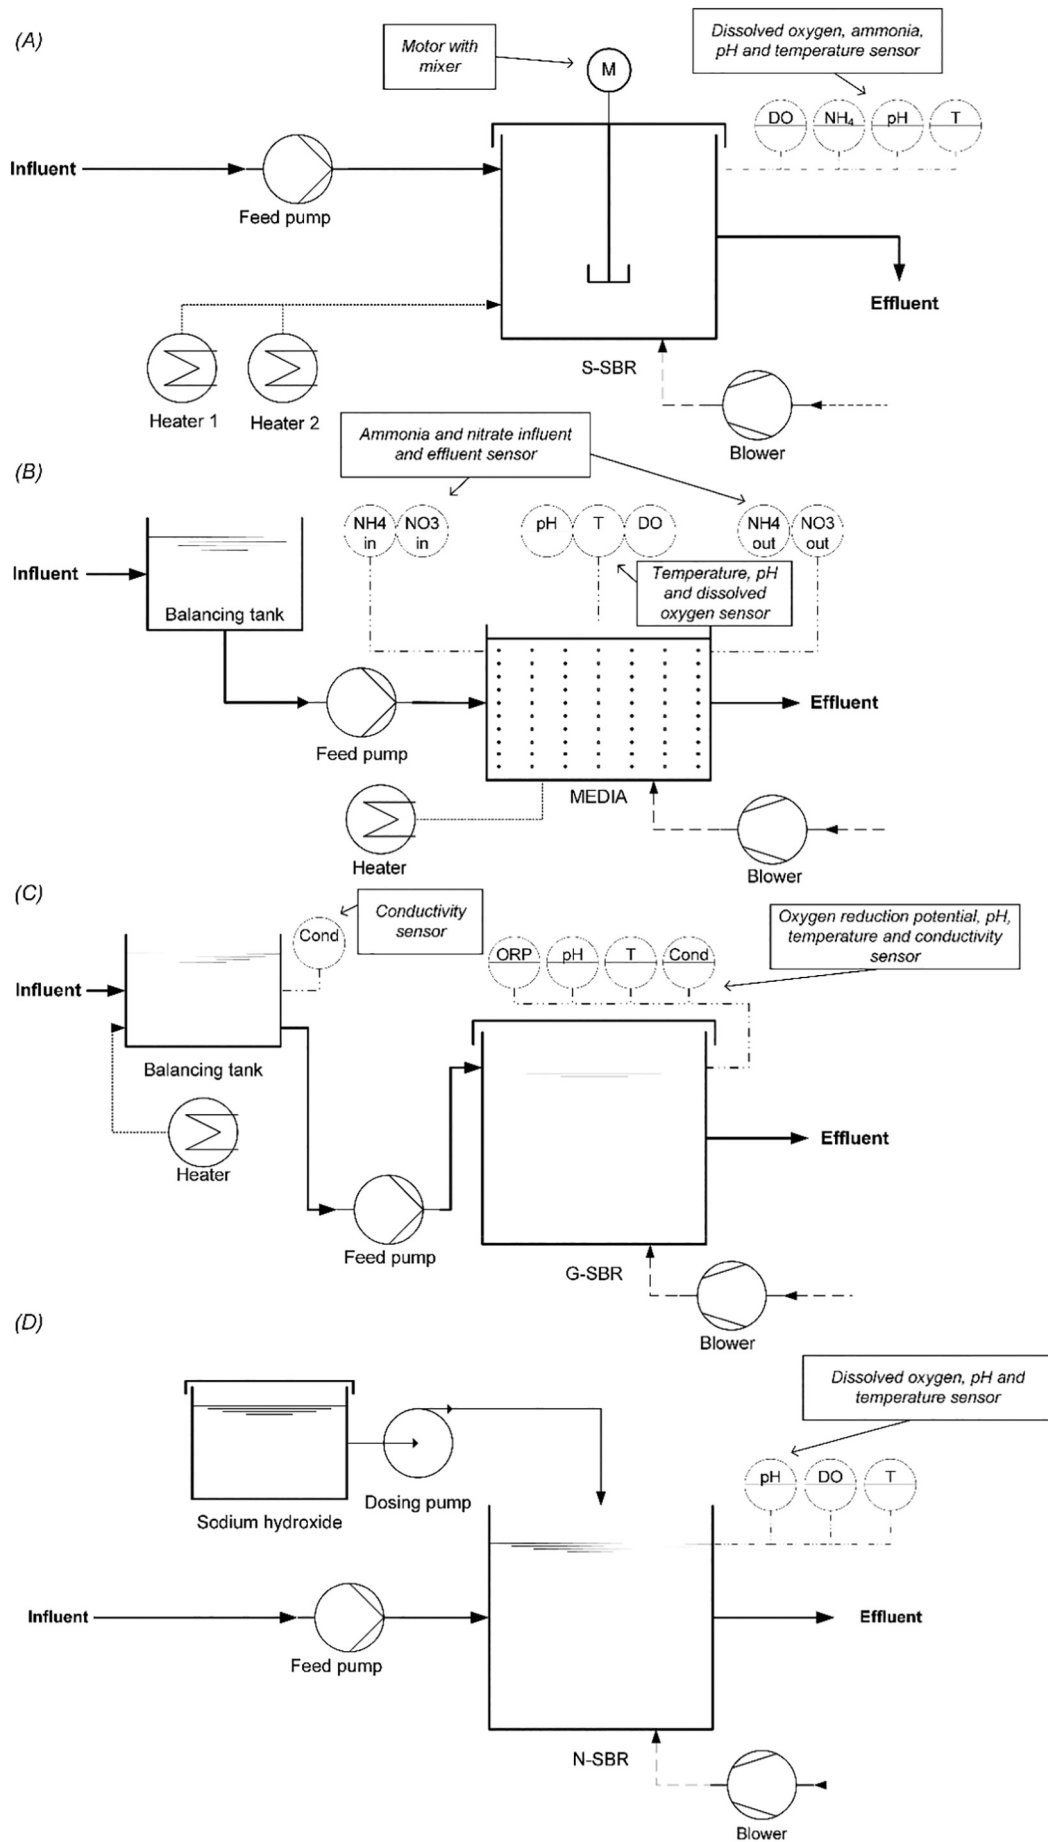 (A)
Motor with
mixer
M
Dissolved oxygen, ammonia,
pH and temperature sensor
DO NH₄ pH T
Influent
Feed pump
Effluent
S-SBR
Heater 1 Heater 2
Blower
(B)
Ammonia and nitrate influent
and effluent sensor
NH4
in
NO3
in
pH T DO
NH4
out
NO3
out
Temperature, pH
and dissolved
oxygen sensor
Influent
Balancing tank
Feed pump
Effluent
MEDIA
Heater
Blower
(C)
Conductivity
sensor
Cond
Oxygen reduction potential, pH,
temperature and conductivity
sensor
ORP pH T Cond
Influent
Balancing tank
Heater
Feed pump
Effluent
G-SBR
Blower
(D)
Dissolved oxygen, pH and
temperature sensor
pH DO T
Dosing pump
Sodium hydroxide
Influent
Feed pump
Effluent
N-SBR
Blower